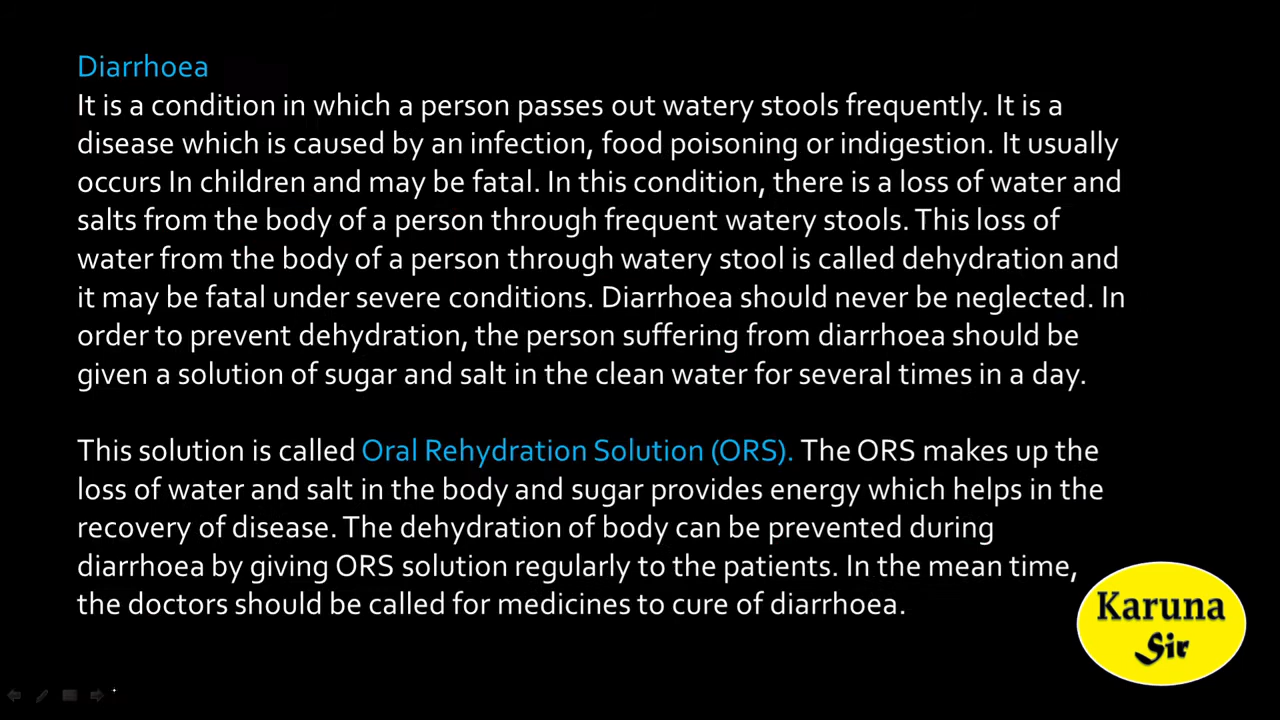 Diarrhoea
It is a condition in which a person passes out watery stools frequently. It is a
disease which is caused by an infection, food poisoning or indigestion. It usually
occurs In children and may be fatal. In this condition, there is a loss of water and
salts from the body of a person through frequent watery stools. This loss of
water from the body of a person through watery stool is called dehydration and
it may be fatal under severe conditions. Diarrhoea should never be neglected. In
order to prevent dehydration, the person suffering from diarrhoea should be
given a solution of sugar and salt in the clean water for several times in a day.
This solution is called Oral Rehydration Solution (ORS). The ORS makes up the
loss of water and salt in the body and sugar provides energy which helps in the
recovery of disease. The dehydration of body can be prevented during
diarrhoea by giving ORS solution regularly to the patients. In the mean time,
the doctors should be called for medicines to cure of diarrhoea.
Karuna
Sir